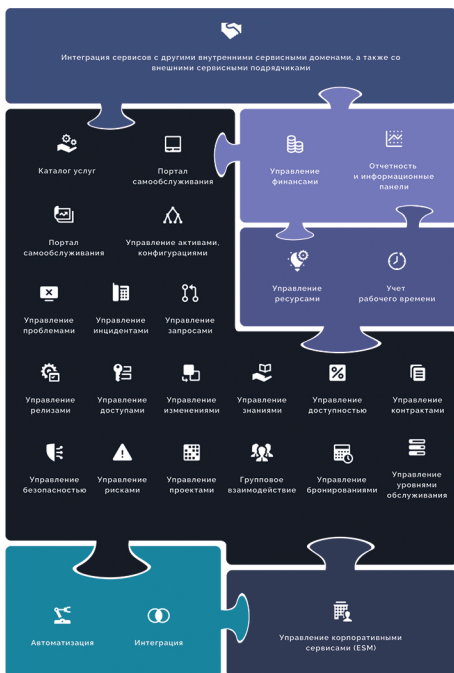 Интеграция сервисов с другими внутренними сервисными доменами, а также со
внешними сервисными подрядчиками
Каталог услуг
Портал
самообслуживания
Управление
финансами
Отчетность
и информационные
панели
Портал
самообслуживания
Управление активами,
конфигурациями
Управление
ресурсами
Учет
рабочего времени
Управление
проблемами
Управление
инцидентами
Управление
запросами
Управление
релизами
Управление
доступами
Управление
изменениями
Управление
знаниями
Управление
доступностью
Управление
контрактами
Управление
безопасностью
Управление
рисками
Управление
проектами
Групповое
взаимодействие
Управление
бронированиями
Управление
уровнями
обслуживания
Автоматизация
Интеграция
Управление корпоративными
сервисами (ESM)